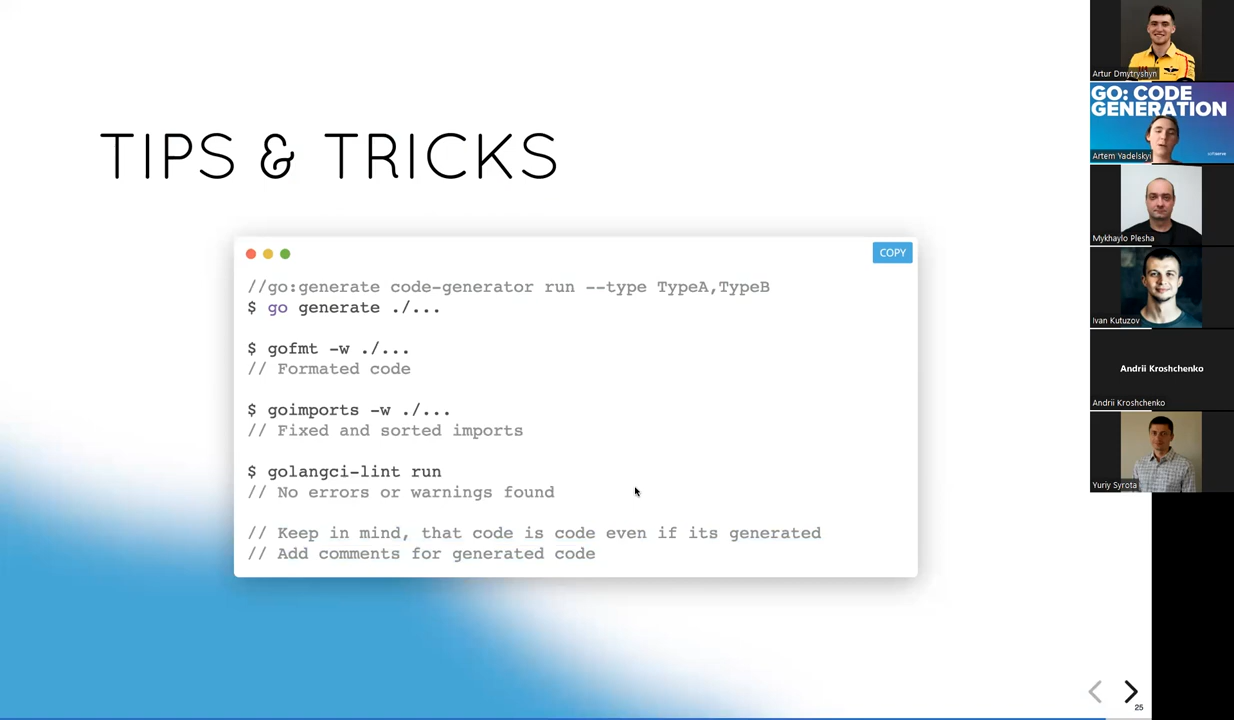 TIPS & TRICKS
COPY
//go:generate code-generator run --type TypeA,TypeB
$ go generate ./...
$ gofmt -w ./...
// Formated code
$ goimports -w ./...
// Fixed and sorted imports
$ golangci-lint run
// No errors or warnings found
// Keep in mind, that code is code even if its generated
// Add comments for generated code
25
Artur Dmytryshyn
GO: CODE
GENERATION
Artem Yadelskyi
Mykhaylo Plesha
Ivan Kutuzov
Andrii Kroshchenko
Andrii Kroshchenko
Yuriy Syrota